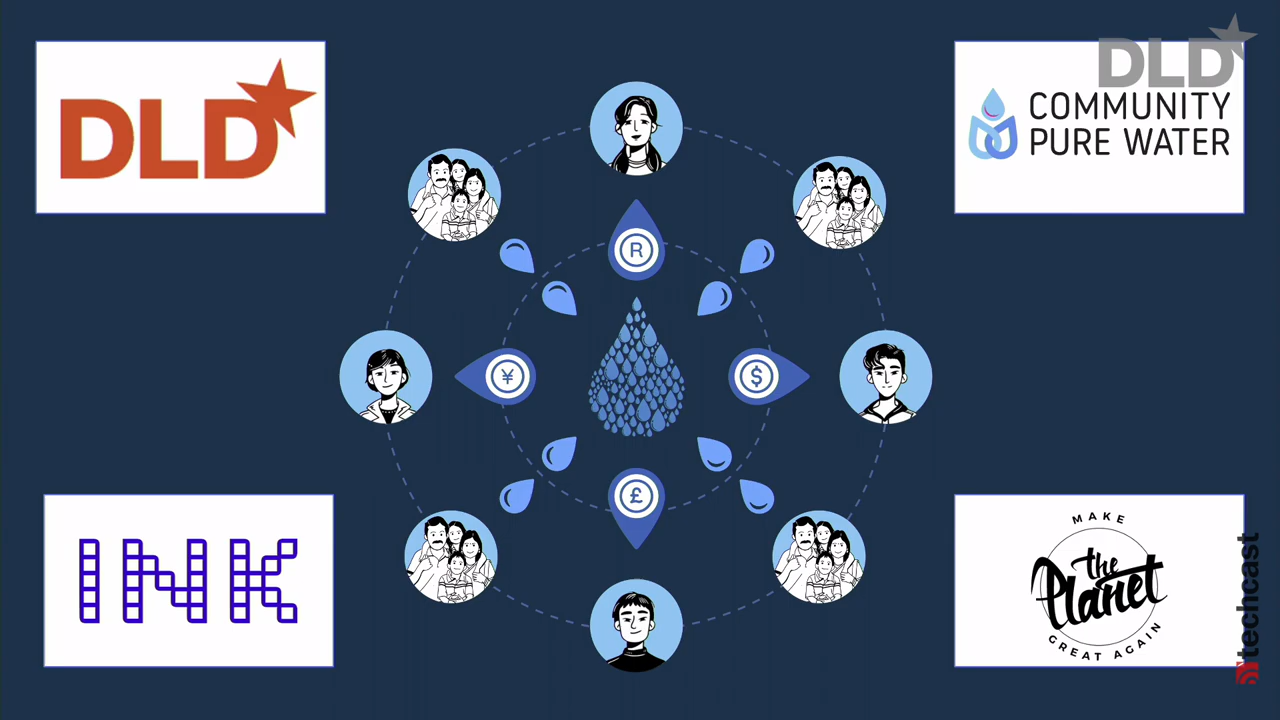 DLD
DLD
COMMUNITY
PURE WATER
R
¥
$
£
INK
MAKE
the
Planet
GREAT AGAIN
techcast